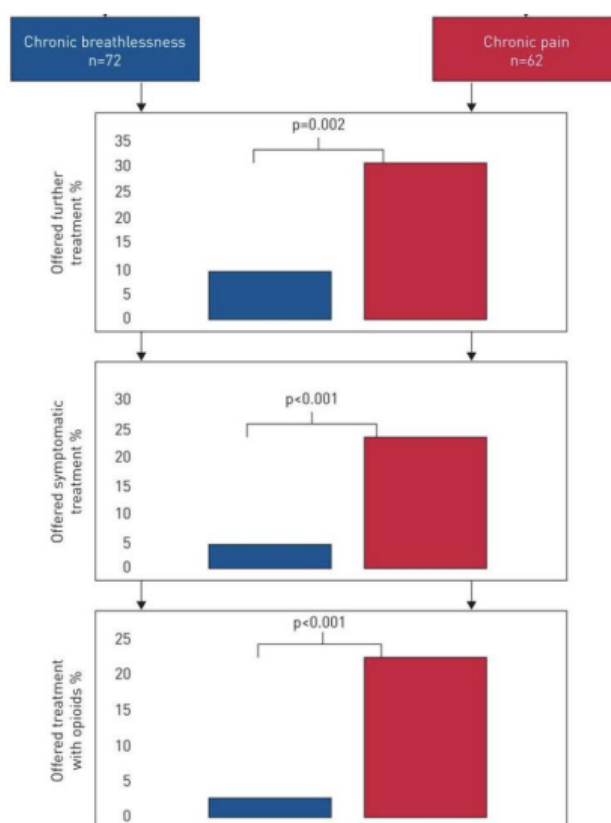 Chronic breathlessness
n=72
Chronic pain
n=62
Offered further
treatment %
35
30
25
20
15
10
5
0
p=0.002
Offered symptomatic
treatment %
30
25
20
15
10
5
0
p<0.001
Offered treatment
with opioids %
25
20
15
10
5
0
p<0.001